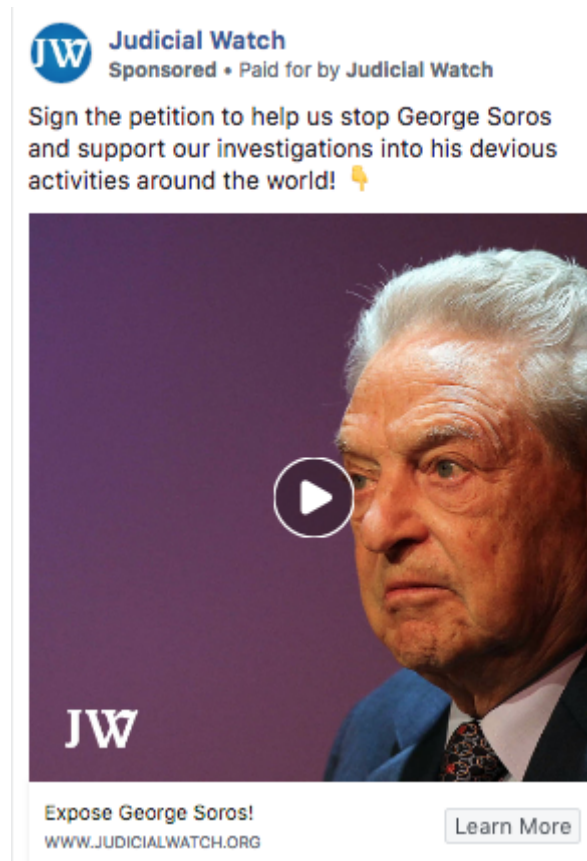 JW
Judicial Watch
Sponsored • Paid for by Judicial Watch
Sign the petition to help us stop George Soros
and support our investigations into his devious
activities around the world! 👇
JW
Expose George Soros!
WWW.JUDICIALWATCH.ORG
Learn More